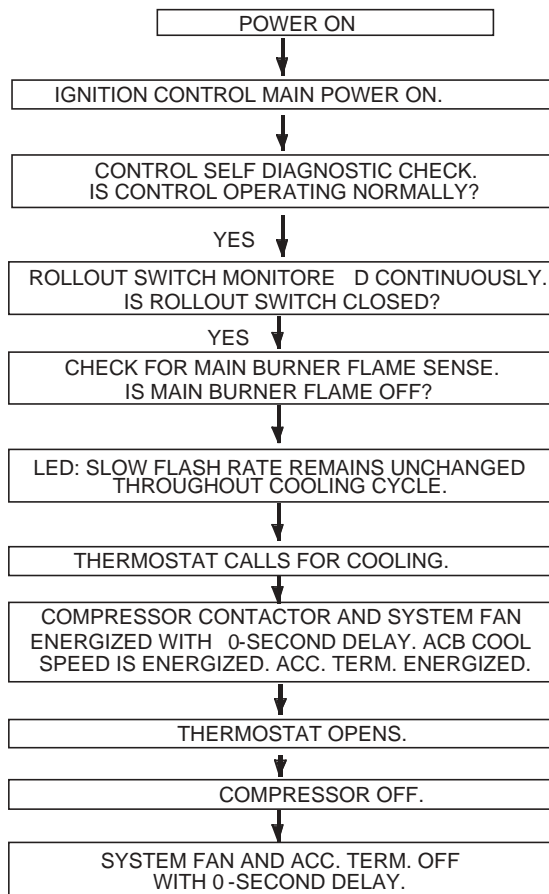 POWER ON
IGNITION CONTROL MAIN POWER ON.
CONTROL SELF DIAGNOSTIC CHECK.
IS CONTROL OPERATING NORMALLY?
YES
ROLLOUT SWITCH MONITORE D CONTINUOUSLY.
IS ROLLOUT SWITCH CLOSED?
YES
CHECK FOR MAIN BURNER FLAME SENSE.
IS MAIN BURNER FLAME OFF?
LED: SLOW FLASH RATE REMAINS UNCHANGED
THROUGHOUT COOLING CYCLE.
THERMOSTAT CALLS FOR COOLING.
COMPRESSOR CONTACTOR AND SYSTEM FAN
ENERGIZED WITH 0-SECOND DELAY. ACB COOL
SPEED IS ENERGIZED. ACC. TERM. ENERGIZED.
THERMOSTAT OPENS.
COMPRESSOR OFF.
SYSTEM FAN AND ACC. TERM. OFF
WITH 0 -SECOND DELAY.